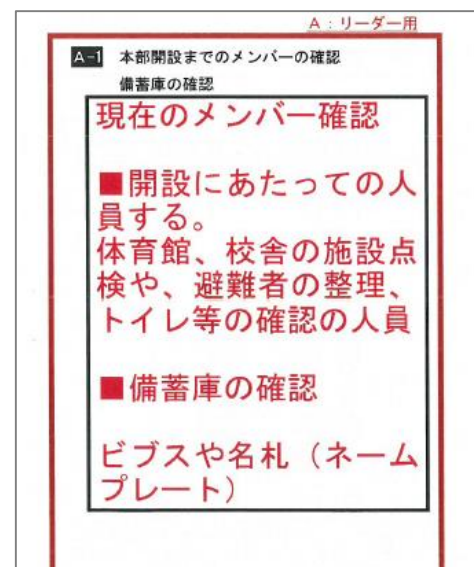 A：リーダー用
A-1 本部開設までのメンバーの確認
備蓄庫の確認
現在のメンバー確認
■開設にあたっての人
員する。
体育館、校舎の施設点
検や、避難者の整理、
トイレ等の確認の人員
■備蓄庫の確認
ビブスや名札（ネーム
プレート）